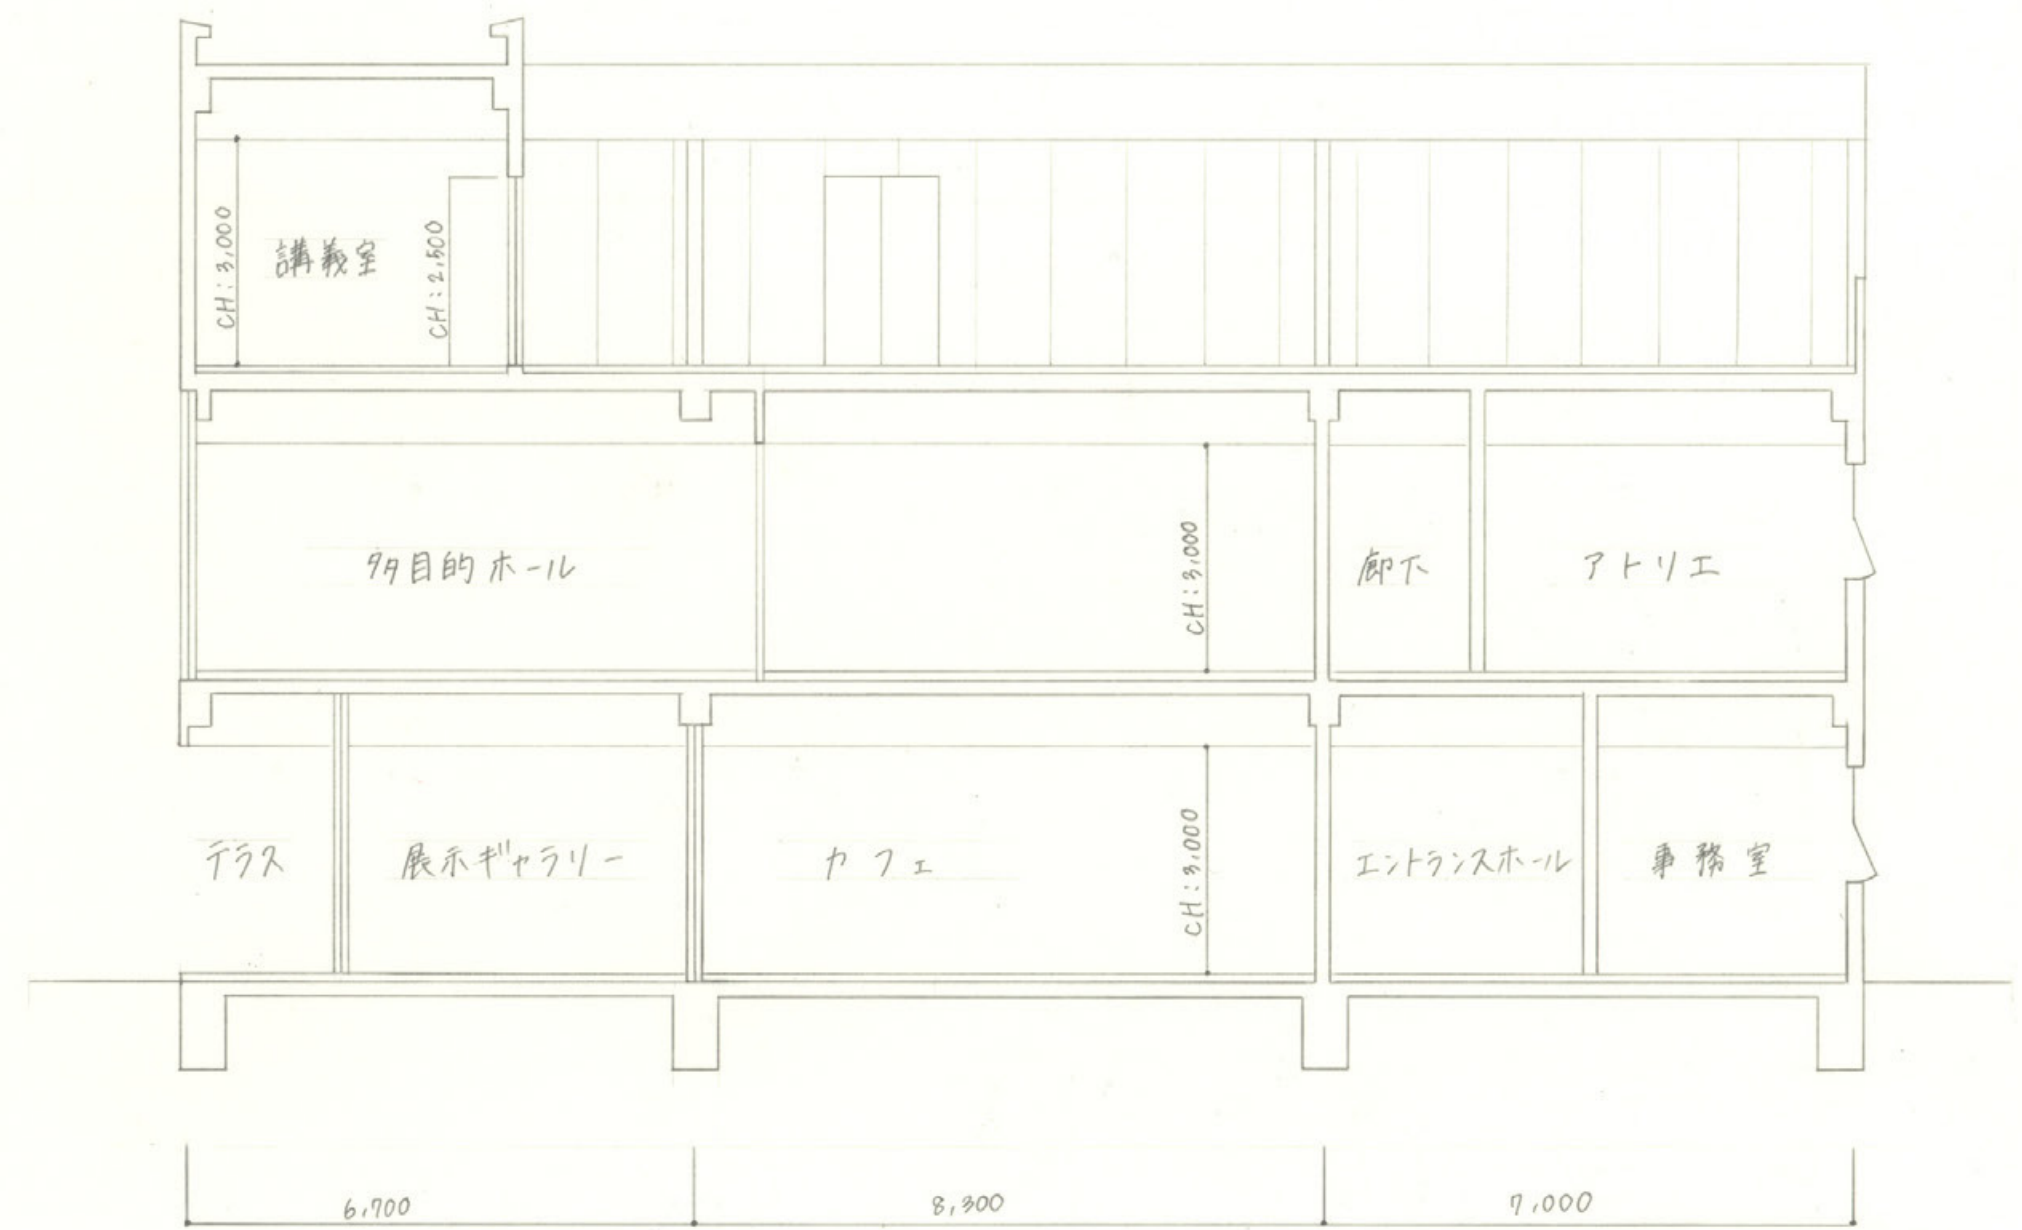 CH:3,000
講義室
CH:2,500
多目的ホール
CH:3,000
廊下
アトリエ
テラス
展示ギャラリー
カフェ
CH:3,000
エントランスホール
事務室
6,700
8,300
7,000